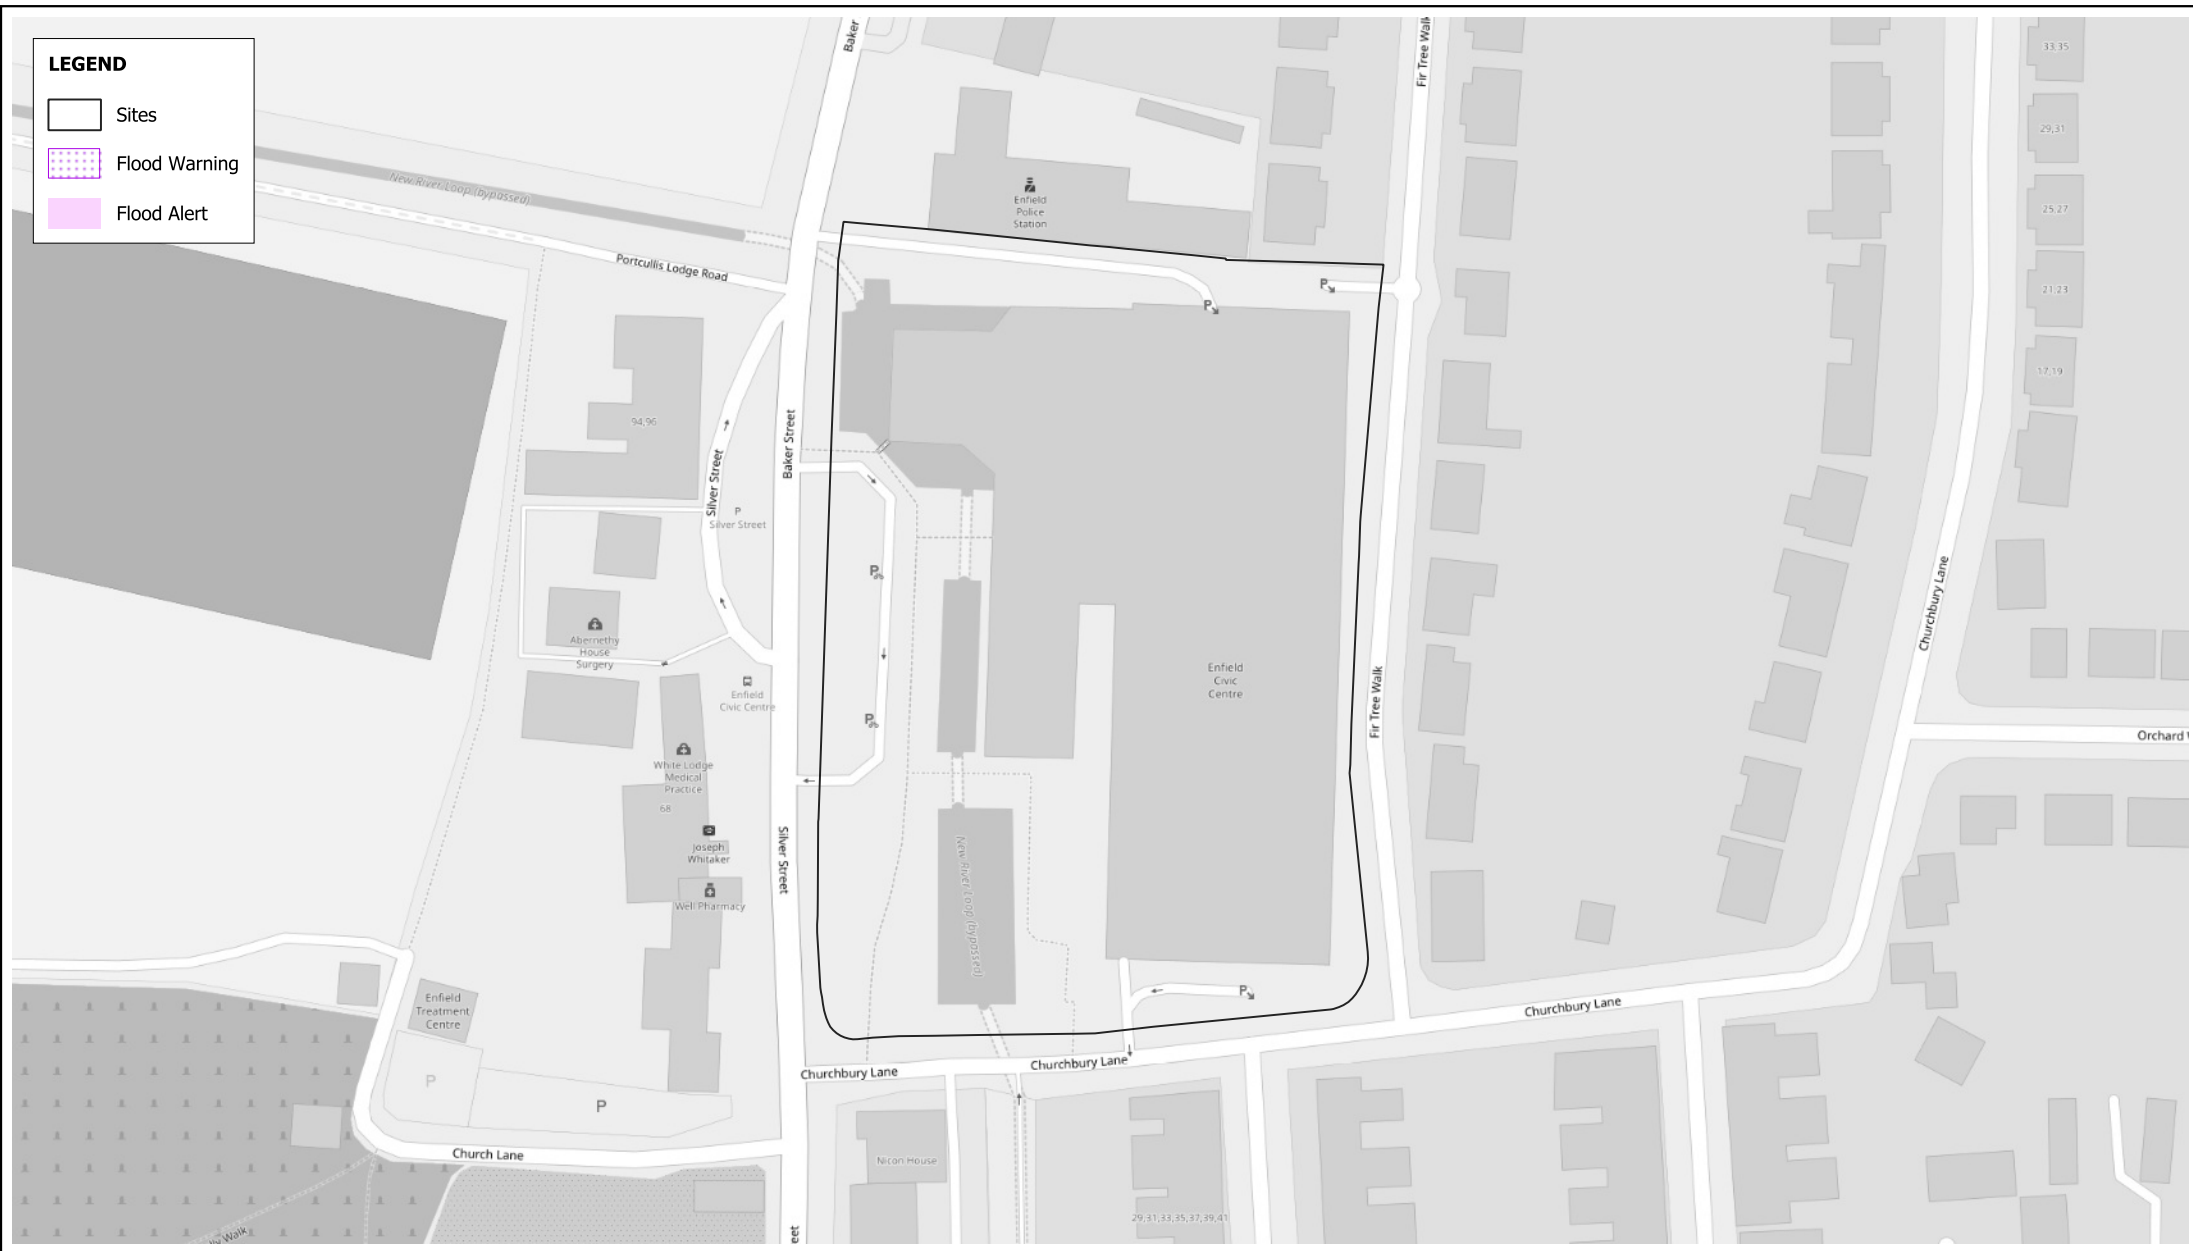 LEGEND
Sites
Flood Warning
Flood Alert
Baker
Fir Tree Walk
33,35
29,31
25,27
21,23
17,19
New River Loop (bypassed)
Portcullis Lodge Road
Enfield
Police
Station
P
P
94,96
Baker Street
Silver Street
P
Silver Street
P
Abernethy
House
Surgery
Enfield
Civic Centre
P
White Lodge
Medical
Practice
68
Joseph
Whitaker
Well Pharmacy
Silver Street
New River Loop (bypassed)
Enfield
Civic
Centre
Fir Tree Walk
Churchbury Lane
Orchard
Enfield
Treatment
Centre
P
P
P
Churchbury Lane
Churchbury Lane
Churchbury Lane
Church Lane
Nicon House
29,31,33,35,37,39,41
Walk
eet